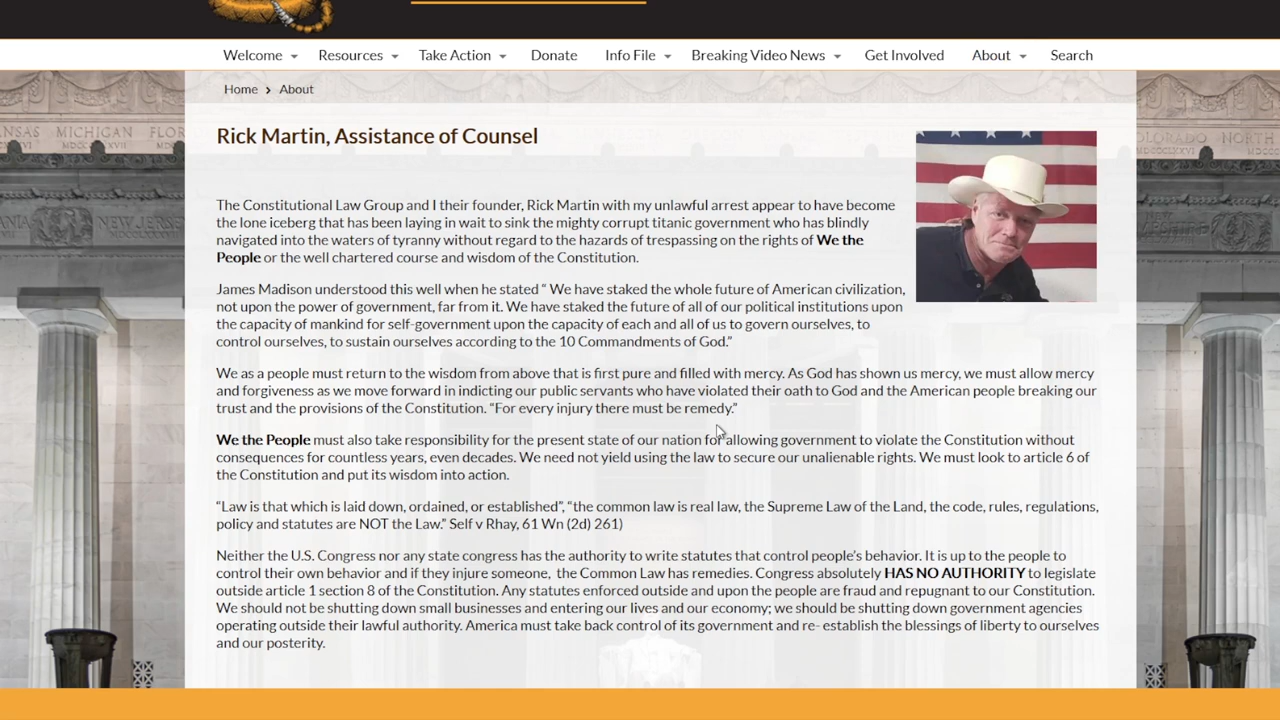 Welcome Resources Take Action Donate Info File Breaking Video News Get Involved About Search
Home > About
NSAS MICHIGAN FLOR
OLORADO NORTH
Rick Martin, Assistance of Counsel
NEW JERSE
The Constitutional Law Group and I their founder, Rick Martin with my unlawful arrest appear to have become
the lone iceberg that has been laying in wait to sink the mighty corrupt titanic government who has blindly
navigated into the waters of tyranny without regard to the hazards of trespassing on the rights of We the
People or the well chartered course and wisdom of the Constitution.
James Madison understood this well when he stated “ We have staked the whole future of American civilization,
not upon the power of government, far from it. We have staked the future of all of our political institutions upon
the capacity of mankind for self-government upon the capacity of each and all of us to govern ourselves, to
control ourselves, to sustain ourselves according to the 10 Commandments of God.”
We as a people must return to the wisdom from above that is first pure and filled with mercy. As God has shown us mercy, we must allow mercy
and forgiveness as we move forward in indicting our public servants who have violated their oath to God and the American people breaking our
trust and the provisions of the Constitution. “For every injury there must be remedy.”
We the People must also take responsibility for the present state of our nation for allowing government to violate the Constitution without
consequences for countless years, even decades. We need not yield using the law to secure our unalienable rights. We must look to article 6 of
the Constitution and put its wisdom into action.
“Law is that which is laid down, ordained, or established”, “the common law is real law, the Supreme Law of the Land, the code, rules, regulations,
policy and statutes are NOT the Law.” Self v Rhay, 61 Wn (2d) 261)
Neither the U.S. Congress nor any state congress has the authority to write statutes that control people’s behavior. It is up to the people to
control their own behavior and if they injure someone, the Common Law has remedies. Congress absolutely HAS NO AUTHORITY to legislate
outside article 1 section 8 of the Constitution. Any statutes enforced outside and upon the people are fraud and repugnant to our Constitution.
We should not be shutting down small businesses and entering our lives and our economy; we should be shutting down government agencies
operating outside their lawful authority. America must take back control of its government and re- establish the blessings of liberty to ourselves
and our posterity.